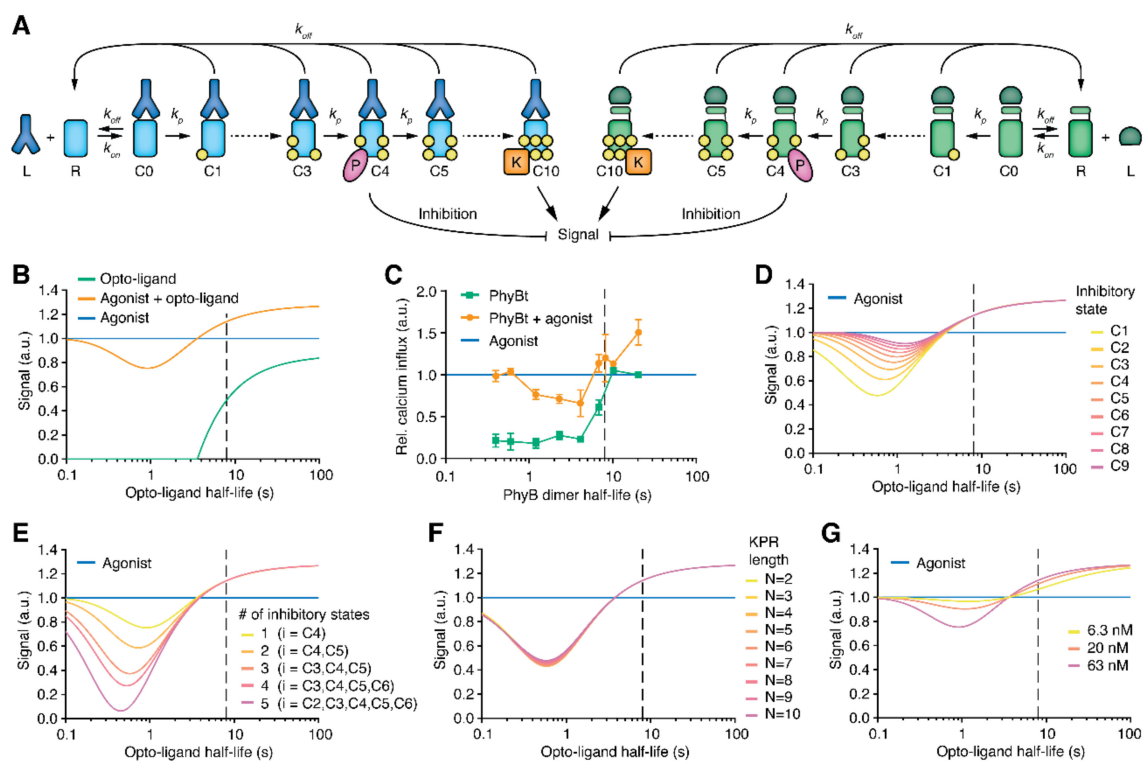 A
k_off
k_off
L + R
k_off
k_on
C0
k_p
C1
C3
k_p
P
C4
k_p
C5
K
C10
C10
K
C5
k_p
C4
P
k_p
C3
C1
k_p
C0
k_off
k_on
R + L
Inhibition
Signal
Inhibition
B
Opto-ligand
Agonist + opto-ligand
Agonist
Signal (a.u.)
1.4
1.2
1.0
0.8
0.6
1.4
1.2
0.0
0.1 1 10 100
Opto-ligand half-life (s)
C
PhyBt
PhyBt + agonist
Agonist
Rel. calcium influx (a.u.)
2.0
1.5
1.0
0.5
0.0
0.1 1 10 100
PhyB dimer half-life (s)
D
Agonist
Signal (a.u.)
1.4
1.2
1.0
0.8
0.6
1.4
1.2
0.0
0.1 1 10 100
Opto-ligand half-life (s)
Inhibitory
state
C1
C2
C3
C4
C5
C6
C7
C8
C9
E
Agonist
Signal (a.u.)
1.4
1.2
1.0
0.8
0.6
0.4
0.2
0.0
0.1 1 10 100
Opto-ligand half-life (s)
# of inhibitory states
1 (i = C4)
2 (i = C4,C5)
3 (i = C3,C4,C5)
4 (i = C3,C4,C5,C6)
5 (i = C2,C3,C4,C5,C6)
F
Agonist
Signal (a.u.)
1.4
1.2
1.0
0.8
0.6
1.4
1.2
0.0
0.1 1 10 100
Opto-ligand half-life (s)
KPR
length
N=2
N=3
N=4
N=5
N=6
N=7
N=8
N=9
N=10
G
Agonist
Signal (a.u.)
1.4
1.2
1.0
0.8
0.6
1.4
1.2
0.0
0.1 1 10 100
Opto-ligand half-life (s)
6.3 nM
20 nM
63 nM